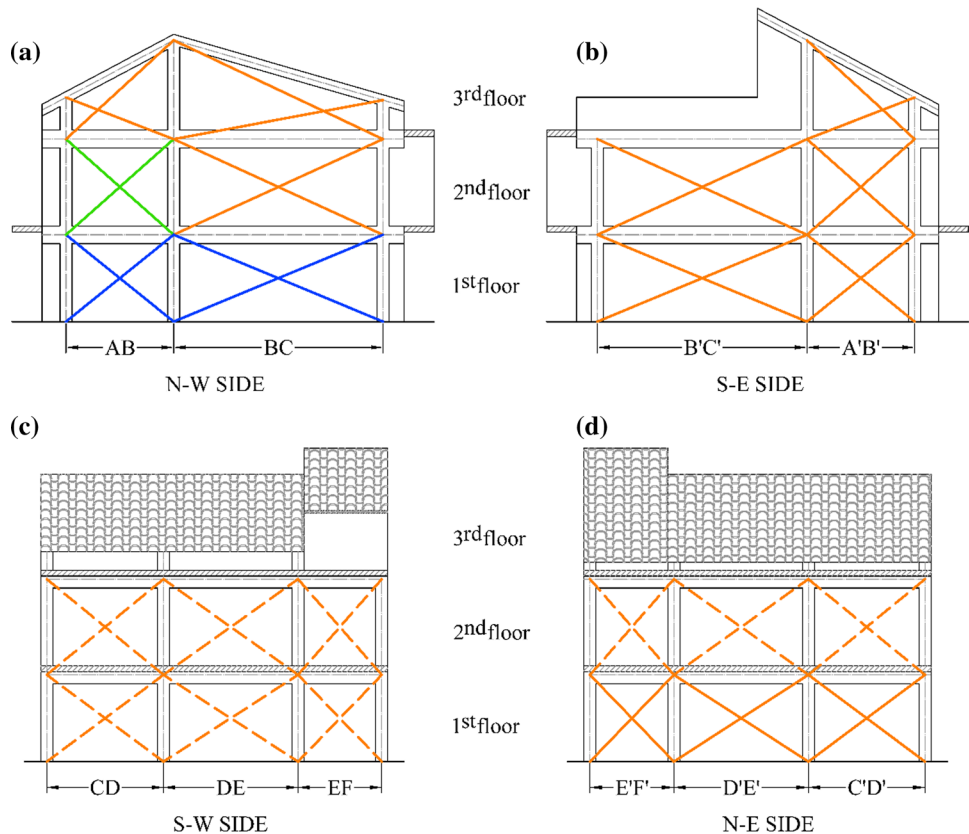 (a)
(b)
3rd floor
2nd floor
1st floor
AB BC
B'C' A'B'
N-W SIDE
S-E SIDE
(c)
(d)
3rd floor
2nd floor
1st floor
CD DE EF
E'F' D'E' C'D'
S-W SIDE
N-E SIDE